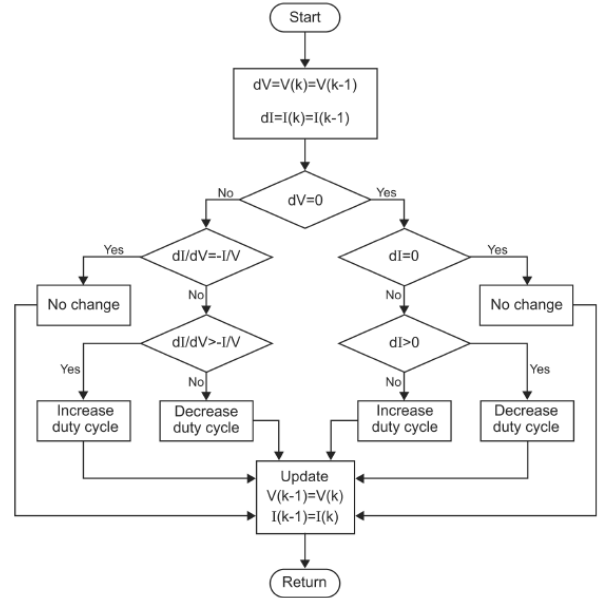 Start
dV=V(k)=V(k-1)
dI=I(k)=I(k-1)
dV=0
No
Yes
dI/dV=-I/V
Yes
No
dI=0
Yes
No
No change
No change
dI/dV>-I/V
Yes
No
dI>0
Yes
No
Increase
duty cycle
Decrease
duty cycle
Increase
duty cycle
Decrease
duty cycle
Update
V(k-1)=V(k)
I(k-1)=I(k)
Return